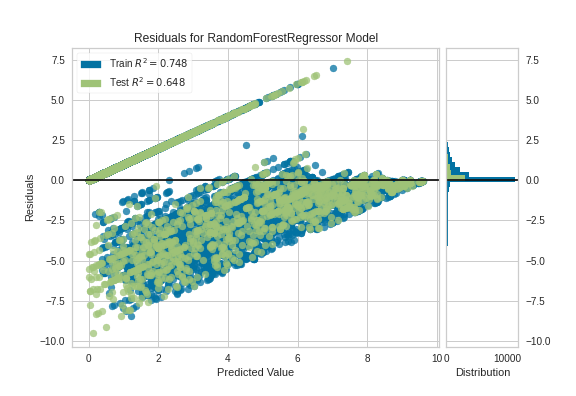 Residuals for RandomForestRegressor Model
Train R² = 0.748
Test R² = 0.648
Residuals
7.5
5.0
2.5
0.0
−2.5
−5.0
−7.5
−10.0
0 2 4 6 8 10
Predicted Value
7.5
5.0
2.5
0.0
−2.5
−5.0
−7.5
−10.0
0 10000
Distribution